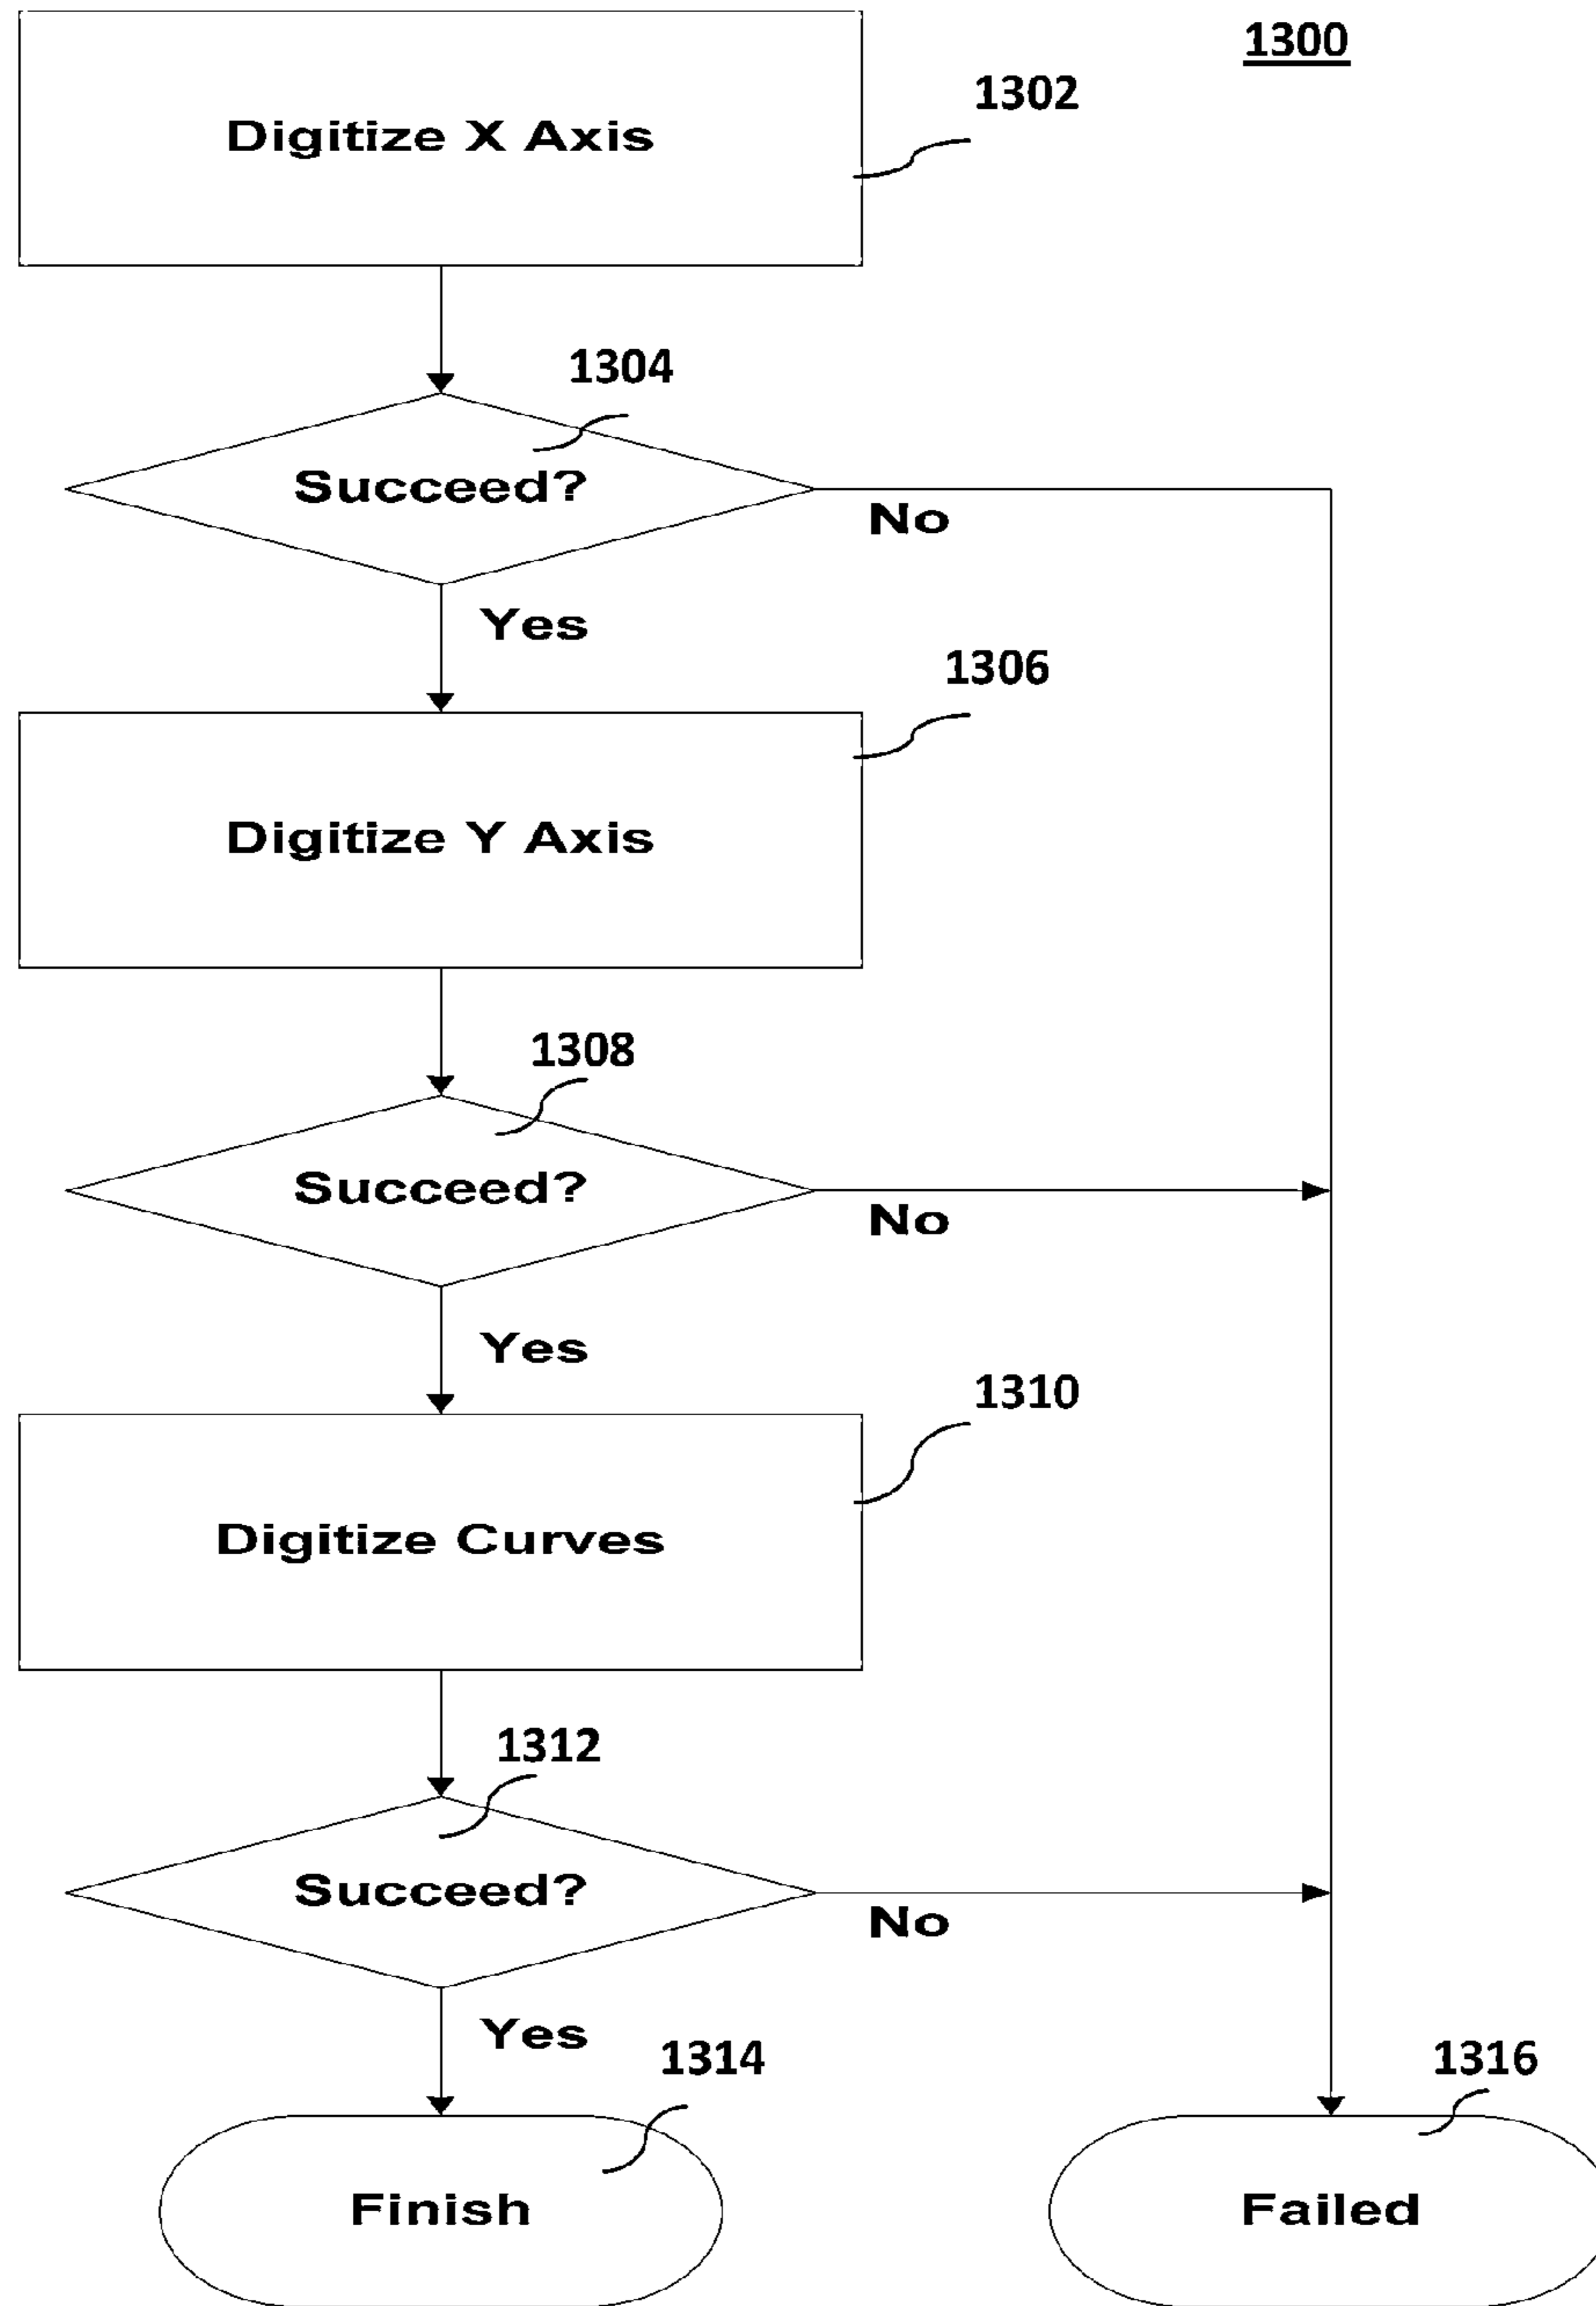 1300
1302
Digitize X Axis
1304
Succeed?
No
Yes
1306
Digitize Y Axis
1308
Succeed?
No
Yes
1310
Digitize Curves
1312
Succeed?
No
Yes
1314
1316
Finish
Failed